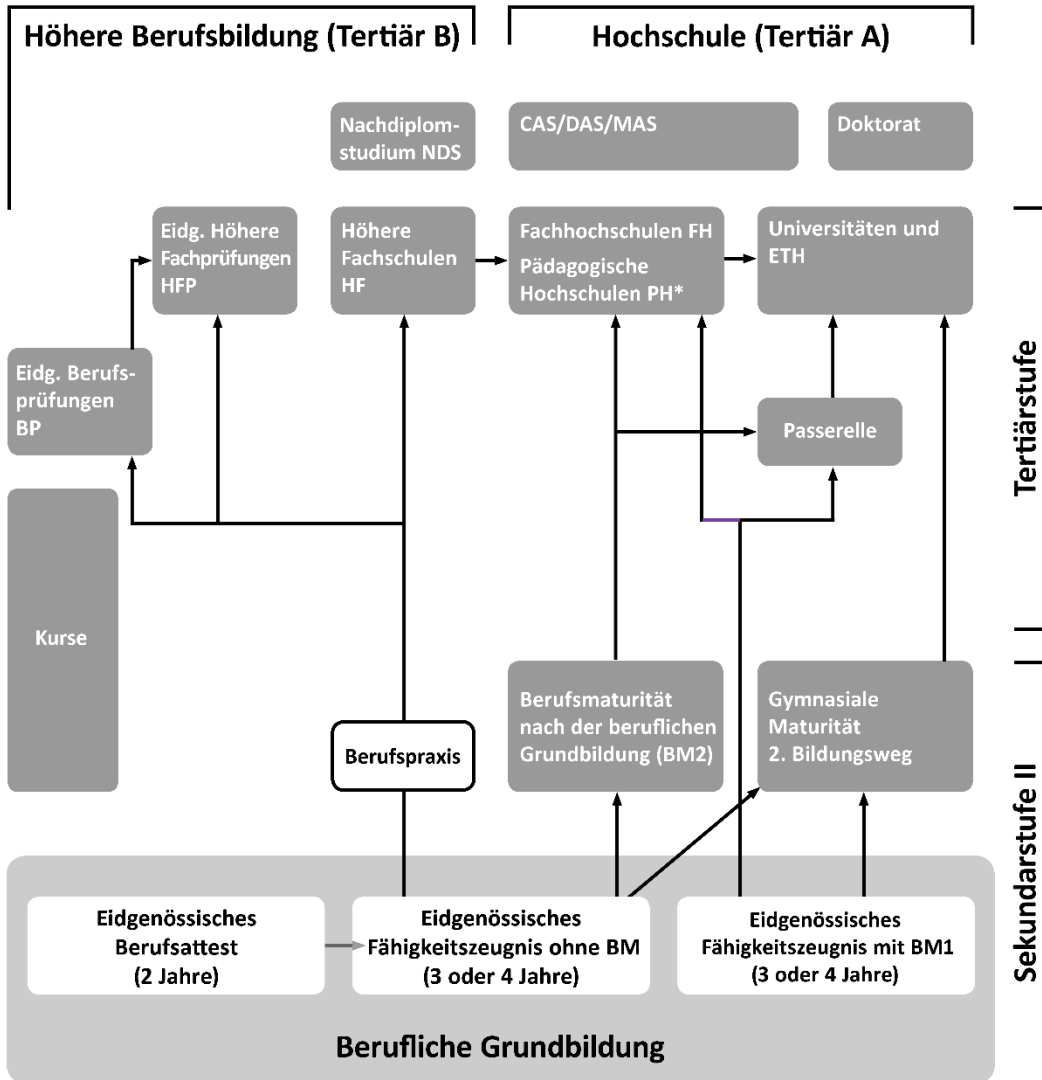 Höhere Berufsbildung (Tertiär B)
Hochschule (Tertiär A)
Nachdiplom-
studium NDS
CAS/DAS/MAS
Doktorat
Eidg. Höhere
Fachprüfungen
HFP
Höhere
Fachschulen
HF
Fachhochschulen FH
Pädagogische
Hochschulen PH*
Universitäten und
ETH
Eidg. Berufs-
prüfungen
BP
Passerelle
Tertiärstufe
Kurse
Berufspraxis
Berufsmaturität
nach der beruflichen
Grundbildung (BM2)
Gymnasiale
Maturität
2. Bildungsweg
Sekundarstufe II
Eidgenössisches
Berufsattest
(2 Jahre)
Eidgenössisches
Fähigkeitszeugnis ohne BM
(3 oder 4 Jahre)
Eidgenössisches
Fähigkeitszeugnis mit BM1
(3 oder 4 Jahre)
Berufliche Grundbildung